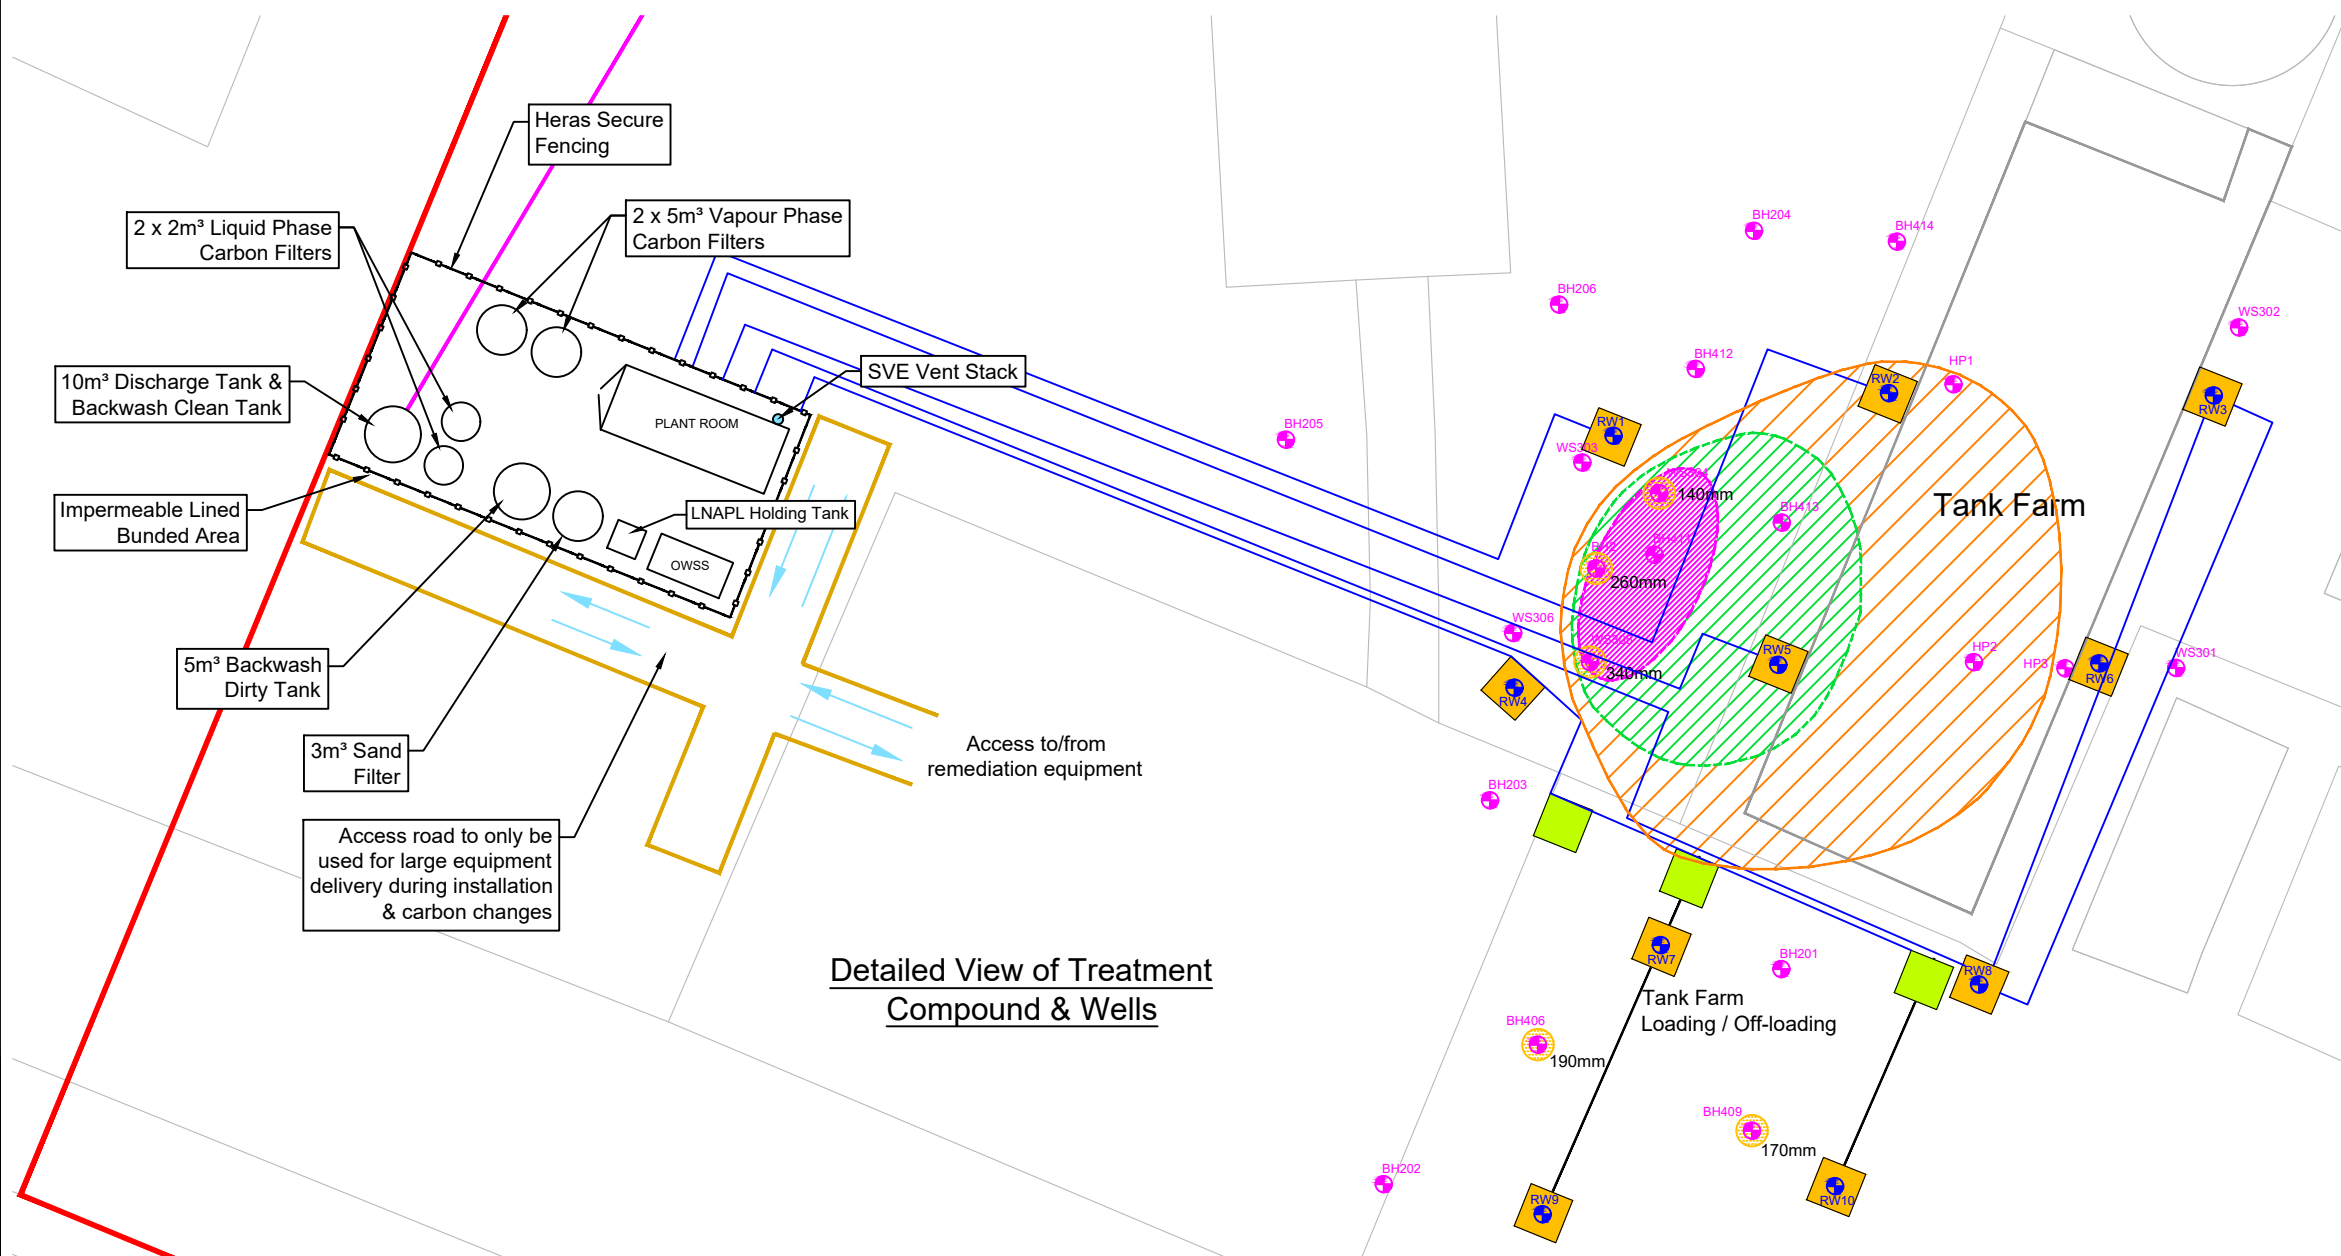 Heras Secure
Fencing
2 x 2m³ Liquid Phase
Carbon Filters
2 x 5m³ Vapour Phase
Carbon Filters
10m³ Discharge Tank &
Backwash Clean Tank
SVE Vent Stack
PLANT ROOM
Impermeable Lined
Bunded Area
LNAPL Holding Tank
OWSS
5m³ Backwash
Dirty Tank
3m³ Sand
Filter
Access road to only be
used for large equipment
delivery during installation
& carbon changes
Access to/from
remediation equipment
Detailed View of Treatment
Compound & Wells
BH204
BH414
BH206
WS302
BH412
HP1
RW2
RW3
BH205
RW1
WS303
140mm
Tank Farm
BH413
BH411
BH2
260mm
WS306
WS305
340mm
RW5
HP2
HP3
RW6
WS301
RW4
BH203
RW7
BH201
RW8
Tank Farm
Loading / Off-loading
BH406
190mm
BH409
170mm
BH202
RW9
RW10